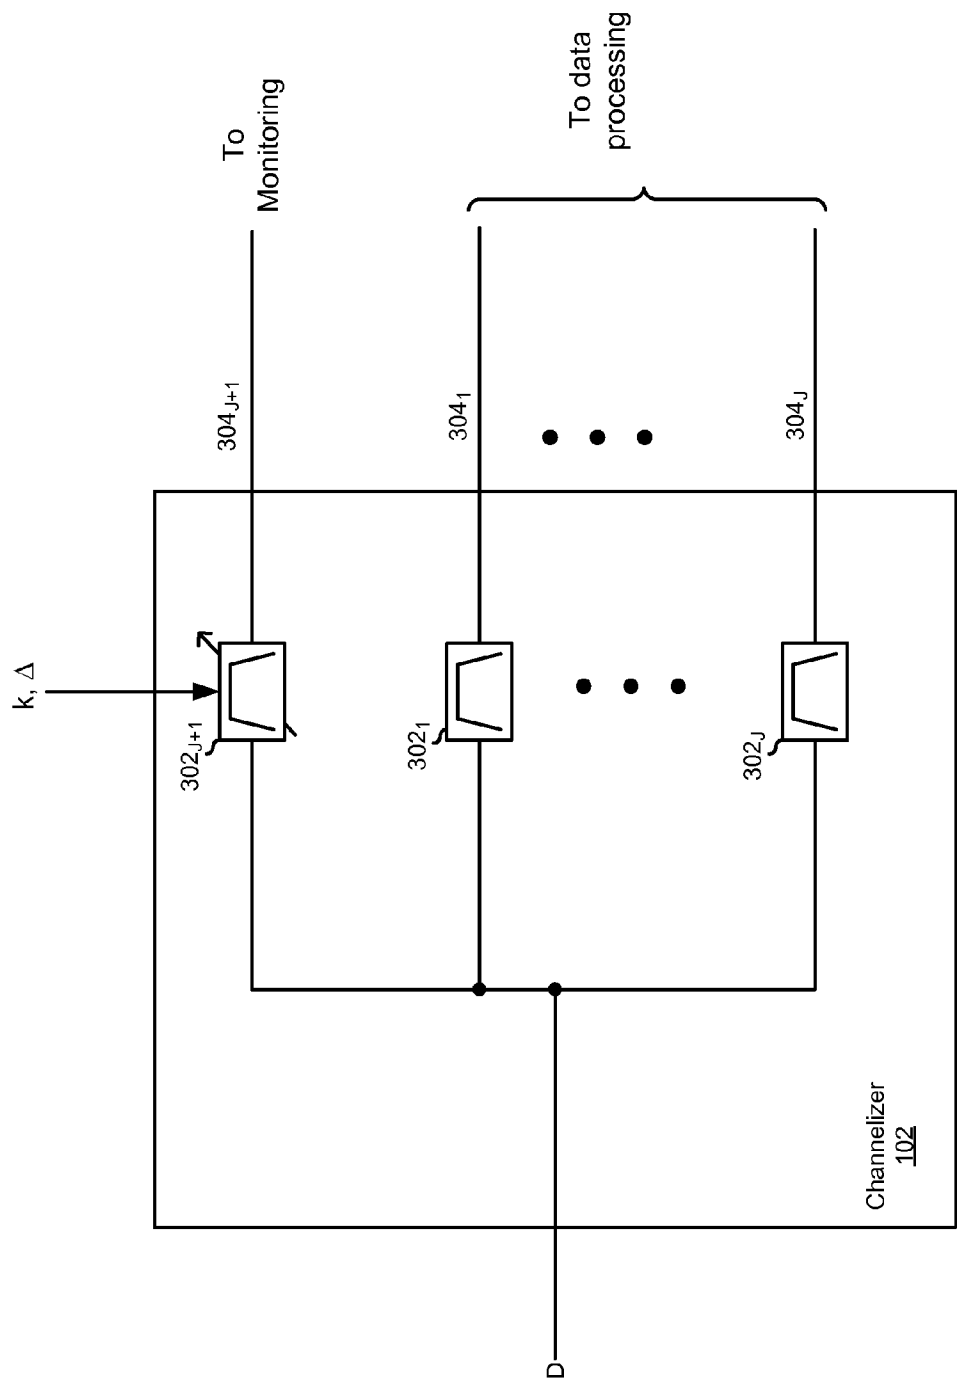 k, Δ
To
Monitoring
302J+1
304J+1
To data
processing
302₁
304₁
302J
304J
D
Channelizer
102